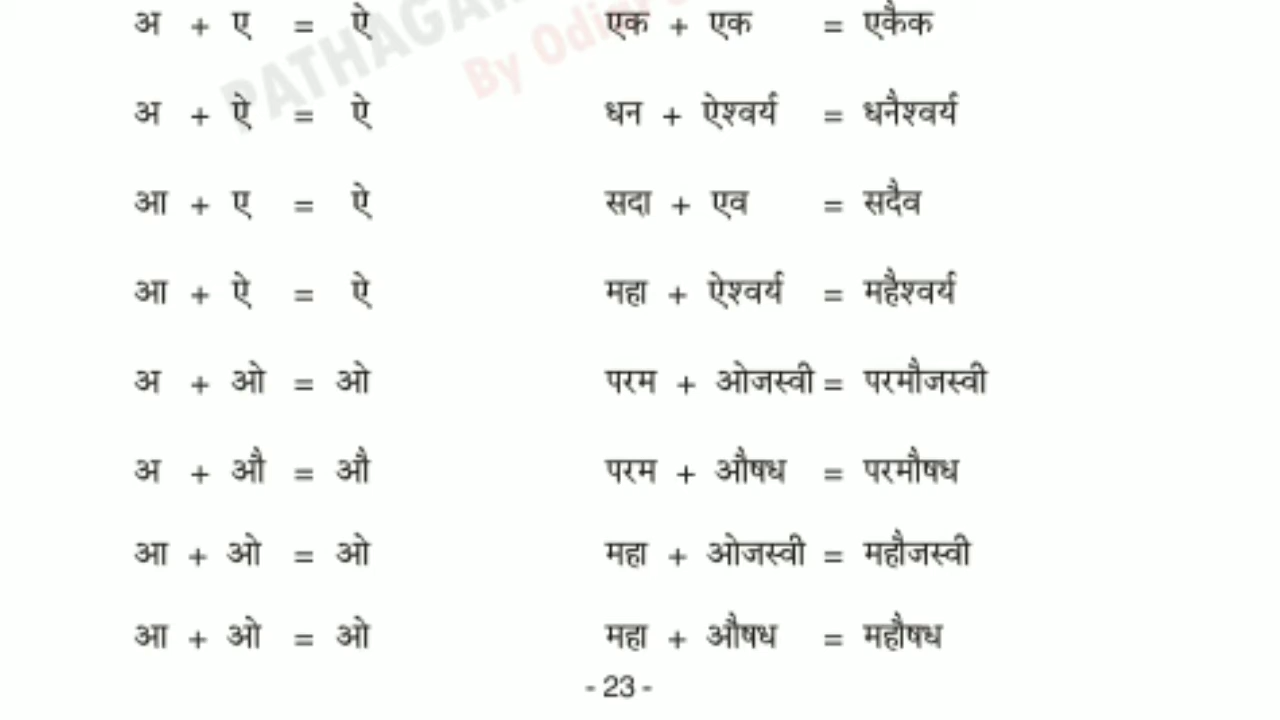 अ + ए = ऐ एक + एक = एकैक
अ + ऐ = ऐ धन + ऐश्वर्य = धनैश्वर्य
आ + ए = ऐ सदा + एव = सदैव
आ + ऐ = ऐ महा + ऐश्वर्य = महैश्वर्य
अ + ओ = ओ परम + ओजस्वी = परमौजस्वी
अ + औ = औ परम + औषध = परमौषध
आ + ओ = ओ महा + ओजस्वी = महौजस्वी
आ + ओ = ओ महा + औषध = महौषध
- 23 -
By